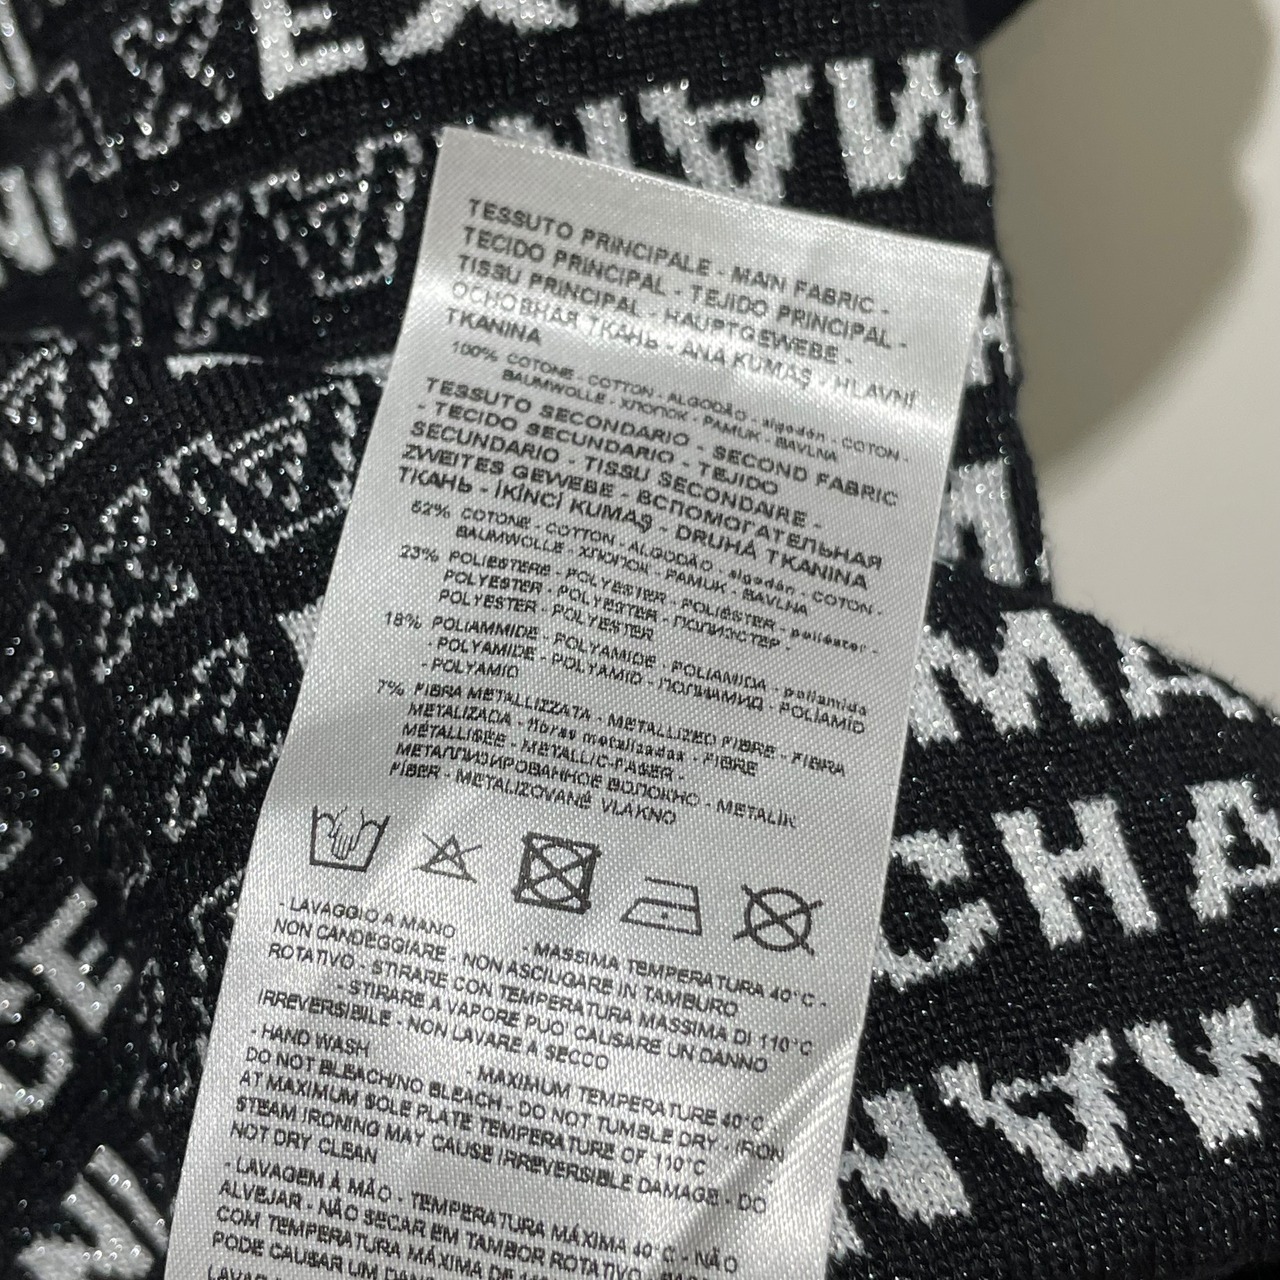 TESSUTO PRINCIPALE - MAIN FABRIC -
TECIDO PRINCIPAL - TEJIDO PRINCIPAL -
TISSU PRINCIPAL - HAUPTGEWEBE -
ОСНОВНАЯ ТКАНЬ - ANA KUMAŞ - HLAVNÍ
TKANINA
100% COTONE - COTTON - ALGODÃO - algodón - COTON -
BAUMWOLLE - ХЛОПОК - PAMUK - BAVLNA
TESSUTO SECONDARIO - SECOND FABRIC
- TECIDO SECUNDARIO - TEJIDO
SECUNDARIO - TISSU SECONDAIRE -
ZWEITES GEWEBE - ВСПОМОГАТЕЛЬНАЯ
ТКАНЬ - İKİNCİ KUMAŞ - DRUHÁ TKANINA
52% COTONE - COTTON - ALGODÃO - algodón - COTON -
BAUMWOLLE - ХЛОПОК - PAMUK - BAVLNA
23% POLIESTERE - POLYESTER - POLIÉSTER - poliéster -
POLYESTER - POLYESTER - ПОЛИЭСТЕР -
POLYESTER - POLYESTER
18% POLIAMMIDE - POLYAMIDE - POLIAMIDA - poliamida
- POLYAMIDE - POLYAMID - ПОЛИАМИД - POLİAMİD
- POLYAMID
7% FIBRA METALLIZZATA - METALLIZED FIBRE - FIBRA
METALIZADA - fibras metalizadas - FIBRE
MÉTALLISÉE - METALLIC-FASER -
МЕТАЛЛИЗИРОВАННОЕ ВОЛОКНО - METALİK
FİBER - METALIZOVANÉ VLAKNO
- LAVAGGIO A MANO - MASSIMA TEMPERATURA 40°C -
NON CANDEGGIARE - NON ASCIUGARE IN TAMBURO
ROTATIVO - STIRARE CON TEMPERATURA MASSIMA DI 110°C
- STIRARE A VAPORE PUO' CAUSARE UN DANNO
IRREVERSIBILE - NON LAVARE A SECCO
- HAND WASH - MAXIMUM TEMPERATURE 40°C
DO NOT BLEACH/NO BLEACH - DO NOT TUMBLE DRY - IRON
AT MAXIMUM SOLE PLATE TEMPERATURE OF 110°C
STEAM IRONING MAY CAUSE IRREVERSIBLE DAMAGE - DO
NOT DRY CLEAN
- LAVAGEM À MÃO - TEMPERATURA MÁXIMA 40°C - NÃO
ALVEJAR - NÃO SECAR EM TAMBOR ROTATIVO
COM TEMPERATURA MÁXIMA DE
PODE CAUSAR UM
CHA